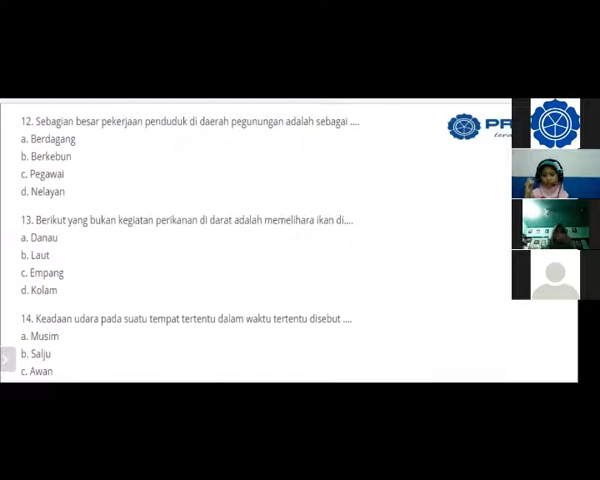 12. Sebagian besar pekerjaan penduduk di daerah pegunungan adalah sebagai ....
a. Berdagang
b. Berkebun
c. Pegawai
d. Nelayan
13. Berikut yang bukan kegiatan perikanan di darat adalah memelihara ikan di....
a. Danau
b. Laut
c. Empang
d. Kolam
14. Keadaan udara pada suatu tempat tertentu dalam waktu tertentu disebut ....
a. Musim
b. Salju
c. Awan